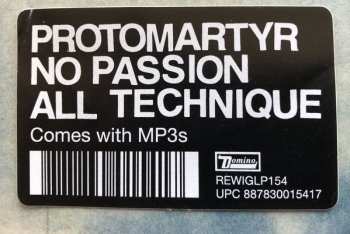 PROTOMARTYR
NO PASSION
ALL TECHNIQUE
Comes with MP3s
Domino
REWIGLP154
UPC 887830015417